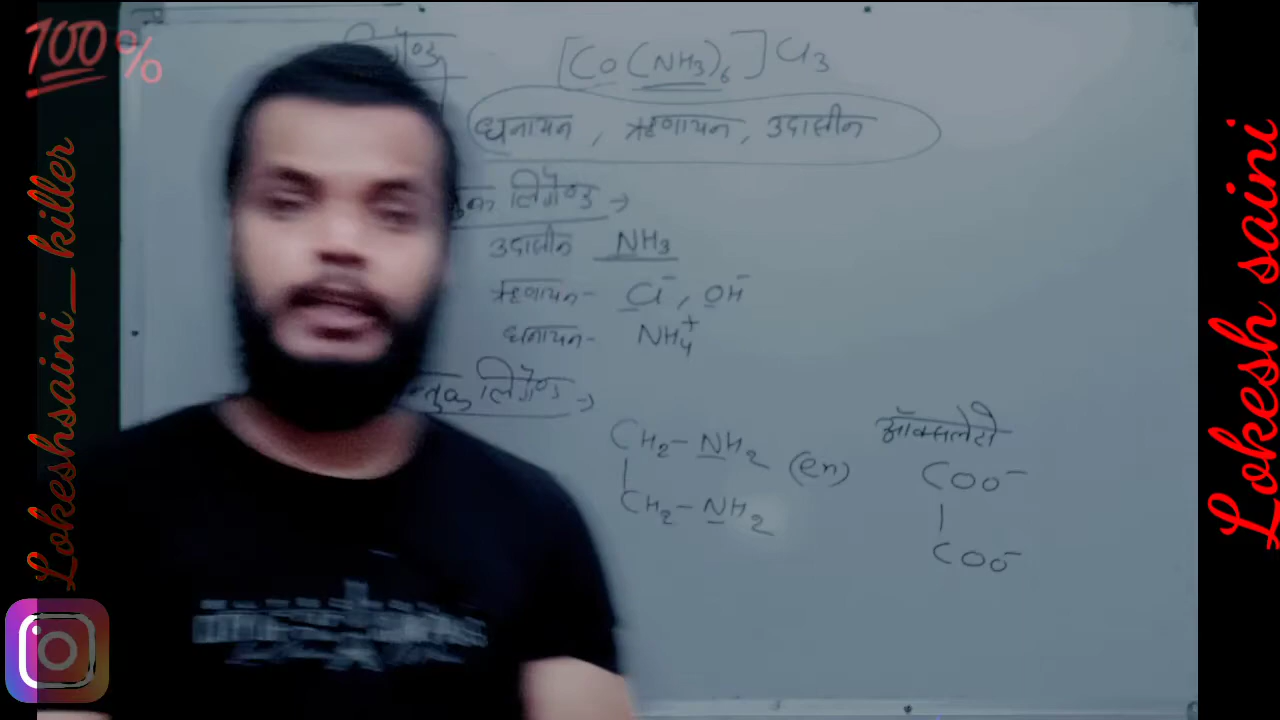 100%
Lokeshsaini_killer
[Co(NH3)6]Cl3
धनायन, ऋणायन, उदासीन
लिगेण्ड →
उदासीन NH3
ऋणायन- Cl⁻, OH⁻
धनायन- NH4⁺
लिगेण्ड →
CH2-NH2 (en)
|
CH2-NH2
ऑक्सलेटो
COO⁻
|
COO⁻
Lokesh saini